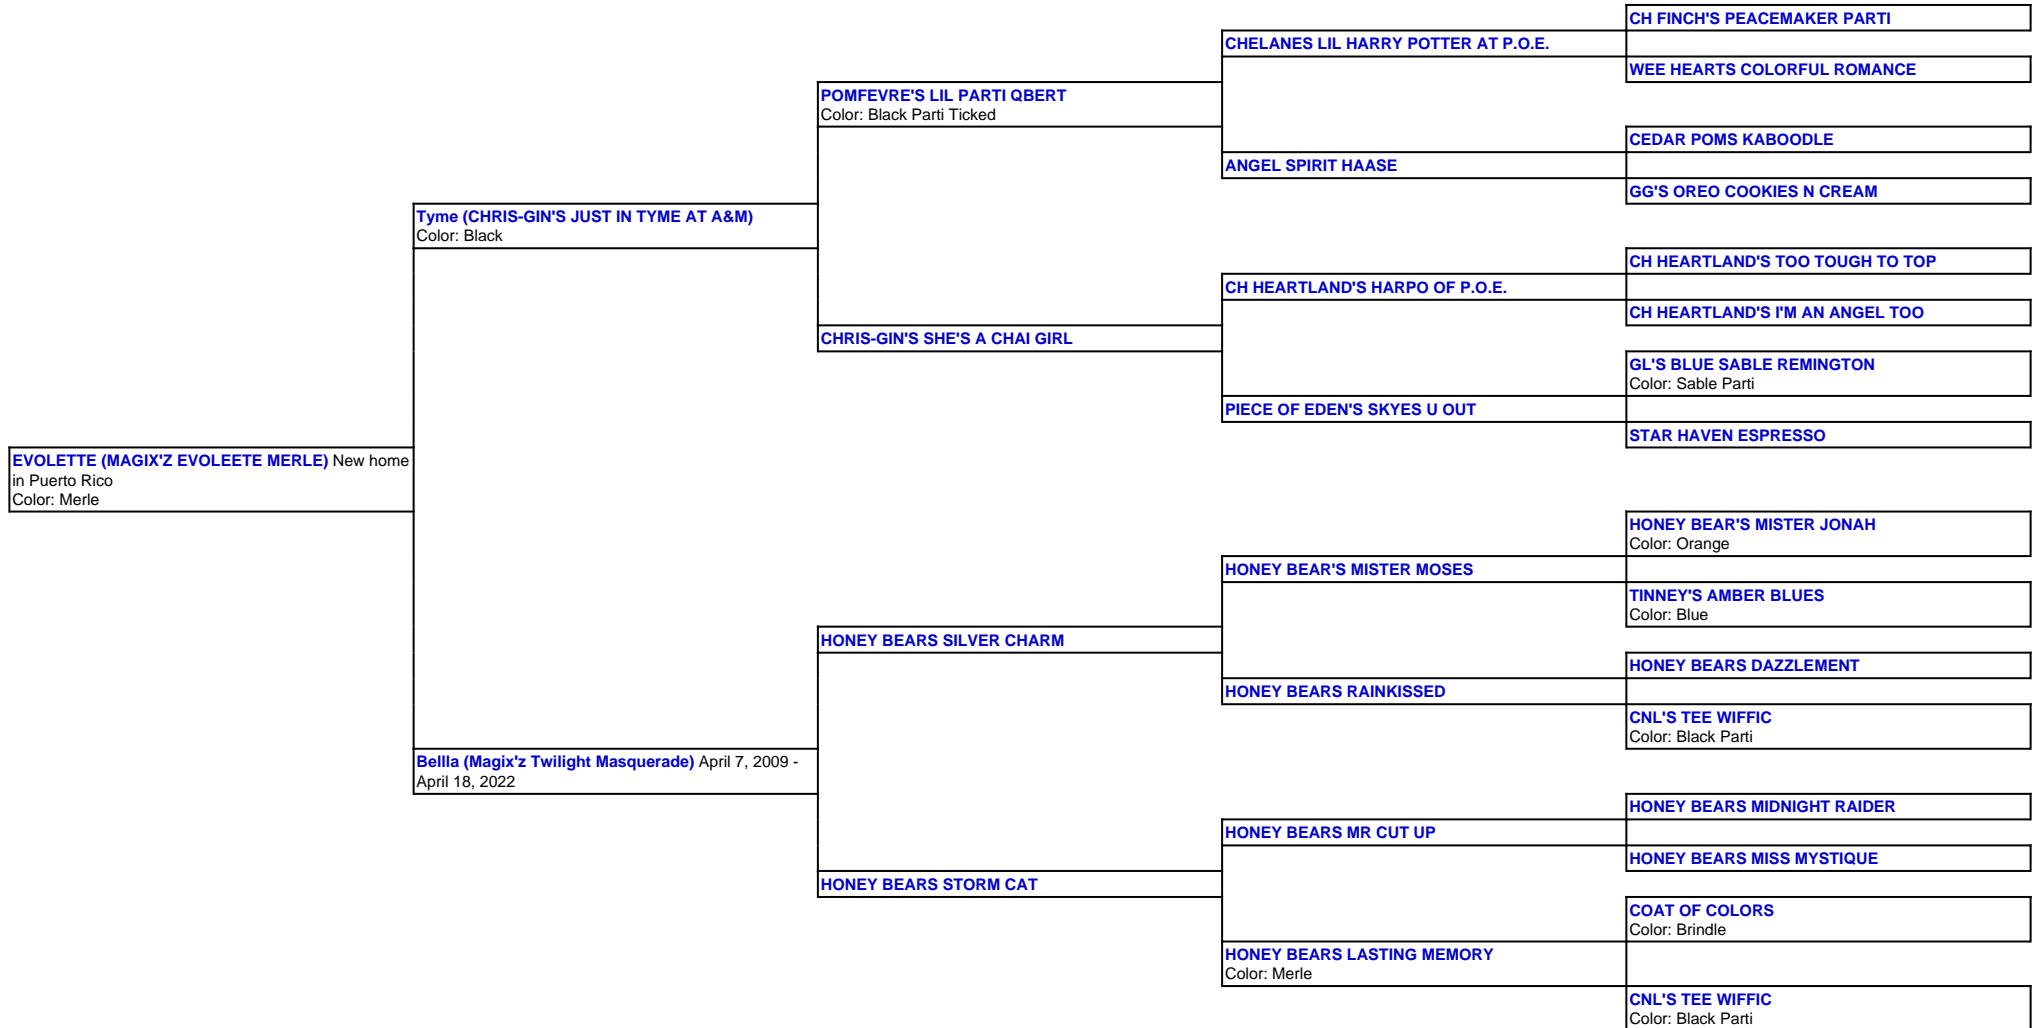 CH FINCH'S PEACEMAKER PARTI
CHELANES LIL HARRY POTTER AT P.O.E.
WEE HEARTS COLORFUL ROMANCE
POMFEVRE'S LIL PARTI QBERT
Color: Black Parti Ticked
CEDAR POMS KABOODLE
ANGEL SPIRIT HAASE
GG'S OREO COOKIES N CREAM
Tyme (CHRIS-GIN'S JUST IN TYME AT A&M)
Color: Black
CH HEARTLAND'S TOO TOUGH TO TOP
CH HEARTLAND'S HARPO OF P.O.E.
CH HEARTLAND'S I'M AN ANGEL TOO
CHRIS-GIN'S SHE'S A CHAI GIRL
GL'S BLUE SABLE REMINGTON
Color: Sable Parti
PIECE OF EDEN'S SKYES U OUT
STAR HAVEN ESPRESSO
EVOLETTE (MAGIX'Z EVOLEETE MERLE) New home
in Puerto Rico
Color: Merle
HONEY BEAR'S MISTER JONAH
Color: Orange
HONEY BEAR'S MISTER MOSES
TINNEY'S AMBER BLUES
Color: Blue
HONEY BEARS SILVER CHARM
HONEY BEARS DAZZLEMENT
HONEY BEARS RAINKISSED
CNL'S TEE WIFFIC
Color: Black Parti
Bellla (Magix'z Twilight Masquerade) April 7, 2009 -
April 18, 2022
HONEY BEARS MIDNIGHT RAIDER
HONEY BEARS MR CUT UP
HONEY BEARS MISS MYSTIQUE
HONEY BEARS STORM CAT
COAT OF COLORS
Color: Brindle
HONEY BEARS LASTING MEMORY
Color: Merle
CNL'S TEE WIFFIC
Color: Black Parti